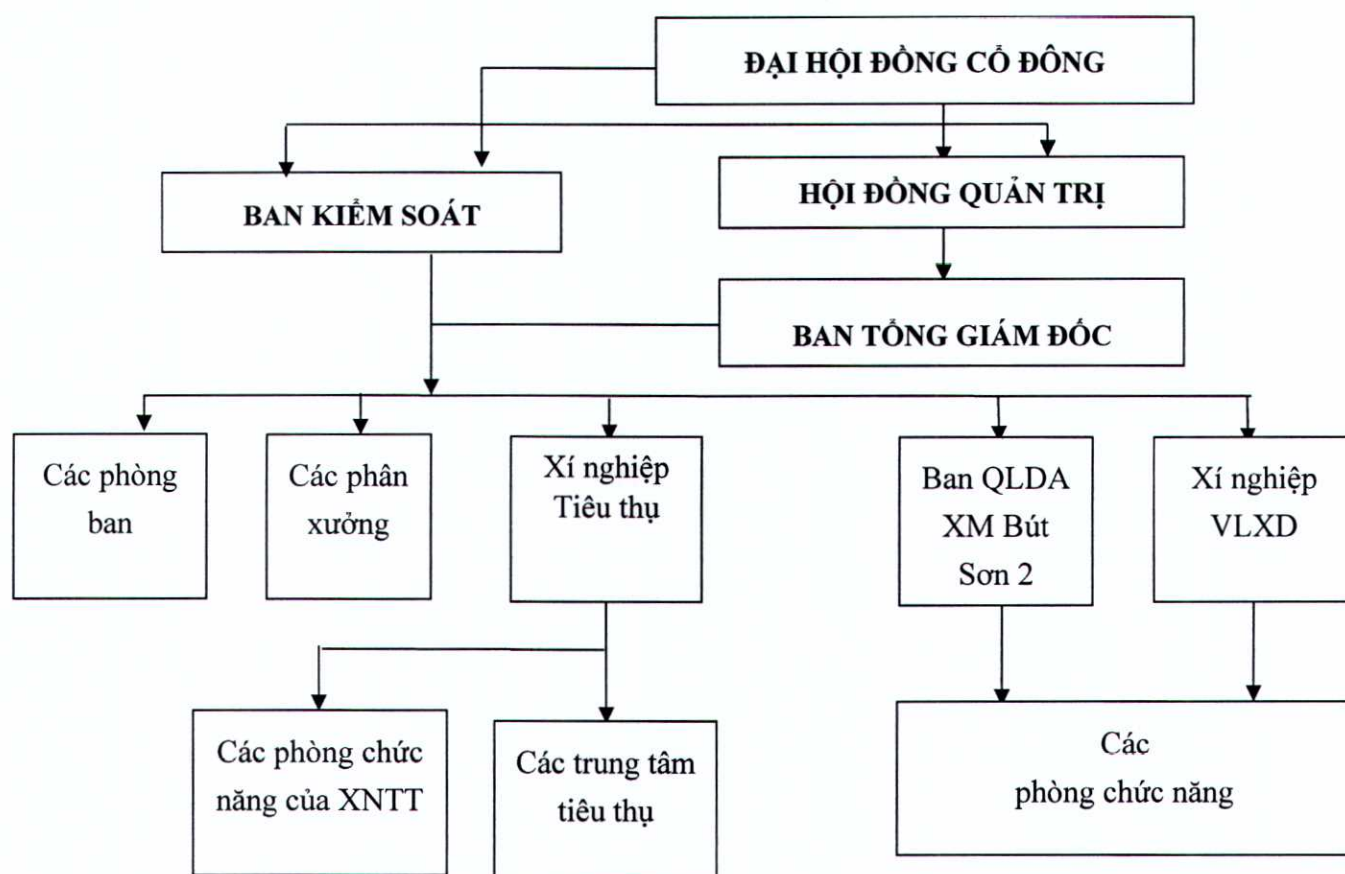 ĐẠI HỘI ĐỒNG CỔ ĐÔNG
BAN KIỂM SOÁT
HỘI ĐỒNG QUẢN TRỊ
BAN TỔNG GIÁM ĐỐC
Các phòng
ban
Các phân
xưởng
Xí nghiệp
Tiêu thụ
Ban QLDA
XM Bút
Sơn 2
Xí nghiệp
VLXD
Các phòng chức
năng của XNTT
Các trung tâm
tiêu thụ
Các
phòng chức năng